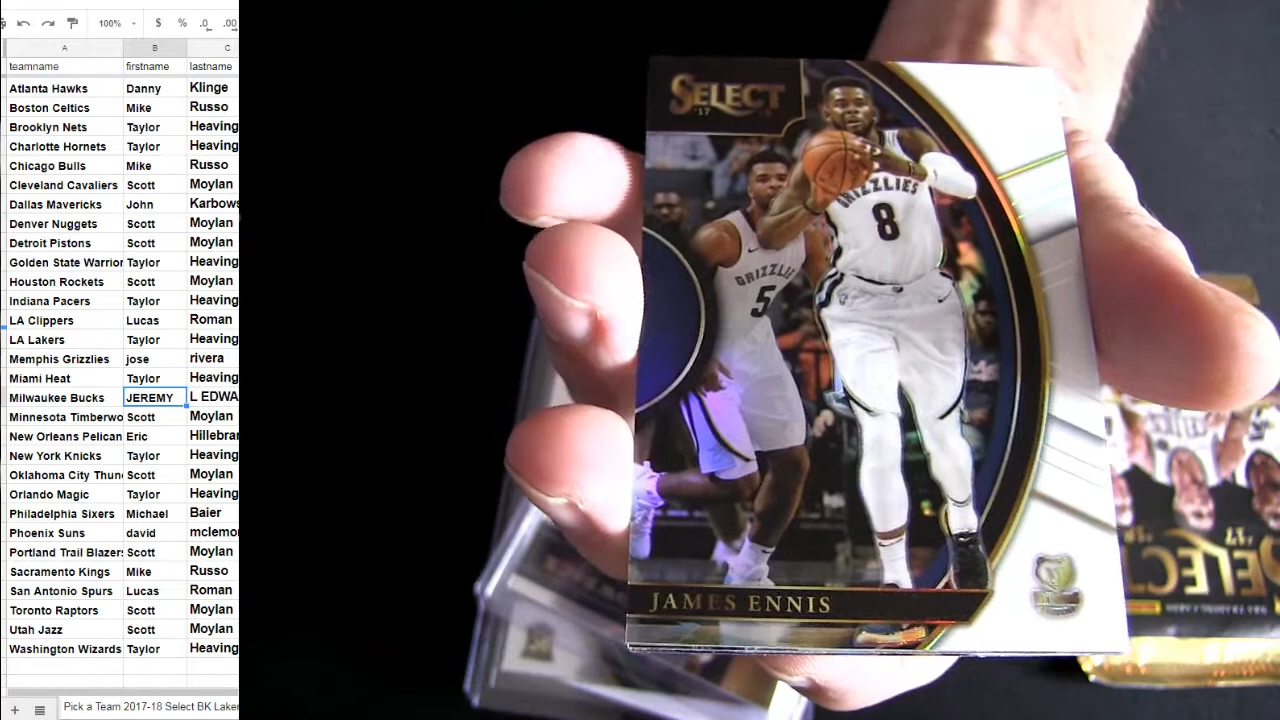 100% $ % .0 .00
A B C
teamname firstname lastname
Atlanta Hawks Danny Klinge
Boston Celtics Mike Russo
Brooklyn Nets Taylor Heaving
Charlotte Hornets Taylor Heaving
Chicago Bulls Mike Russo
Cleveland Cavaliers Scott Moylan
Dallas Mavericks John Karbows
Denver Nuggets Scott Moylan
Detroit Pistons Scott Moylan
Golden State Warrior Taylor Heaving
Houston Rockets Scott Moylan
Indiana Pacers Taylor Heaving
LA Clippers Lucas Roman
LA Lakers Taylor Heaving
Memphis Grizzlies jose rivera
Miami Heat Taylor Heaving
Milwaukee Bucks JEREMY L EDWA
Minnesota Timberwo Scott Moylan
New Orleans Pelican Eric Hillebran
New York Knicks Taylor Heaving
Oklahoma City Thun Scott Moylan
Orlando Magic Taylor Heaving
Philadelphia Sixers Michael Baier
Phoenix Suns david mclemo
Portland Trail Blazers Scott Moylan
Sacramento Kings Mike Russo
San Antonio Spurs Lucas Roman
Toronto Raptors Scott Moylan
Utah Jazz Scott Moylan
Washington Wizards Taylor Heaving
Pick a Team 2017-18 Select BK Laker
SELECT
'17
GRIZZLIES
8
GRIZZLIE
5
JAMES ENNIS
SELECT